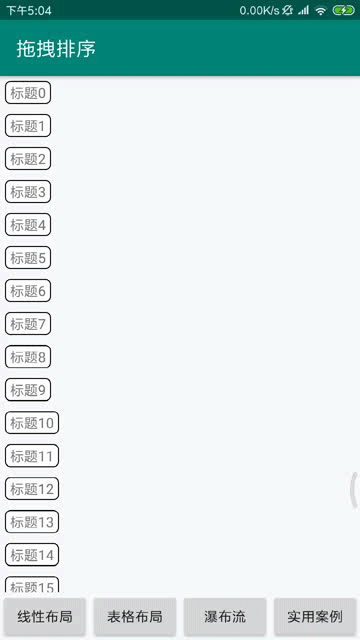 下午5:04 0.00K/s
拖拽排序
标题0
标题1
标题2
标题3
标题4
标题5
标题6
标题7
标题8
标题9
标题10
标题11
标题12
标题13
标题14
标题15
线性布局 表格布局 瀑布流 实用案例